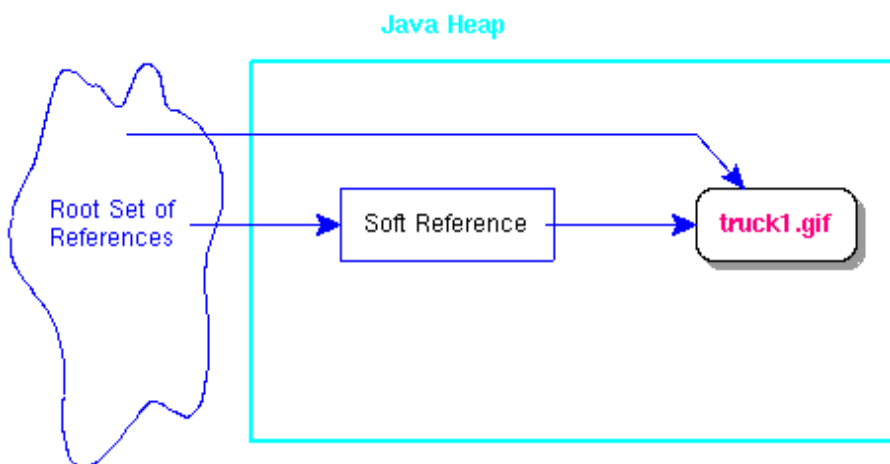 Java Heap
Root Set of
References
Soft Reference
truck1.gif